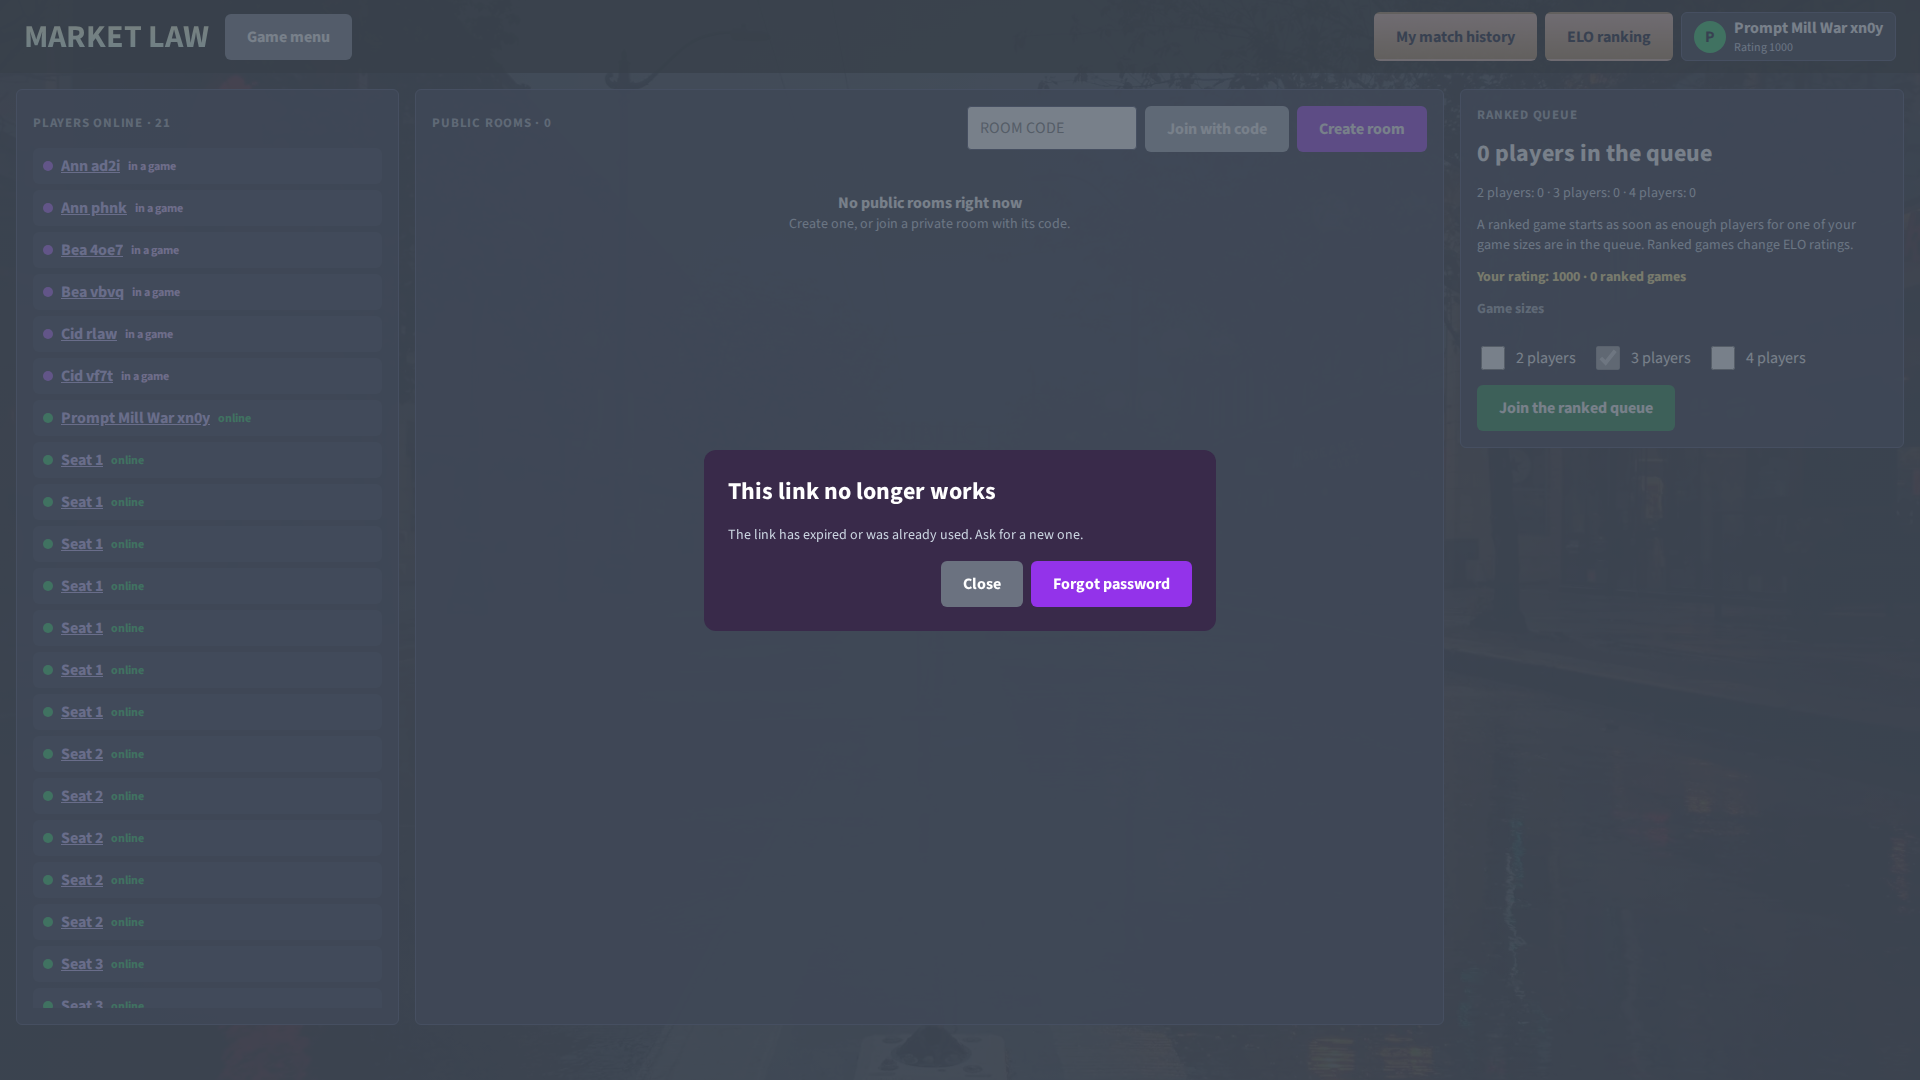 MARKET LAW
Game menu
My match history
ELO ranking
P
Prompt Mill War xn0y
Rating 1000
PLAYERS ONLINE · 21
Ann ad2i in a game
Ann phnk in a game
Bea 4oe7 in a game
Bea vbvq in a game
Cid rlaw in a game
Cid vf7t in a game
Prompt Mill War xn0y online
Seat 1 online
Seat 1 online
Seat 1 online
Seat 1 online
Seat 1 online
Seat 1 online
Seat 1 online
Seat 2 online
Seat 2 online
Seat 2 online
Seat 2 online
Seat 2 online
Seat 3 online
Seat 3 online
PUBLIC ROOMS · 0
ROOM CODE
Join with code
Create room
No public rooms right now
Create one, or join a private room with its code.
This link no longer works
The link has expired or was already used. Ask for a new one.
Close
Forgot password
RANKED QUEUE
0 players in the queue
2 players: 0 · 3 players: 0 · 4 players: 0
A ranked game starts as soon as enough players for one of your
game sizes are in the queue. Ranked games change ELO ratings.
Your rating: 1000 · 0 ranked games
Game sizes
2 players
3 players
4 players
Join the ranked queue